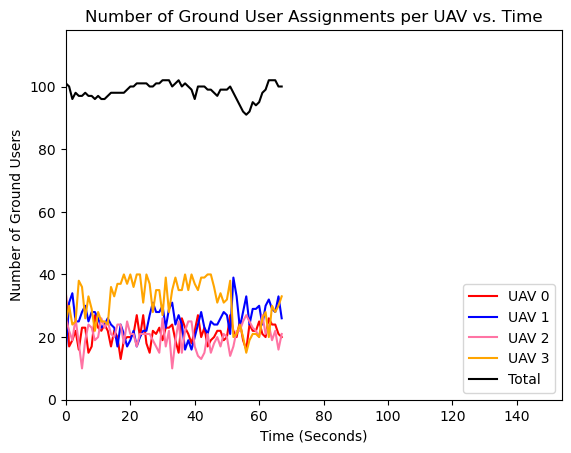 Number of Ground User Assignments per UAV vs. Time
Number of Ground Users
100
80
60
40
20
0
0 20 40 60 80 100 120 140
Time (Seconds)
UAV 0
UAV 1
UAV 2
UAV 3
Total